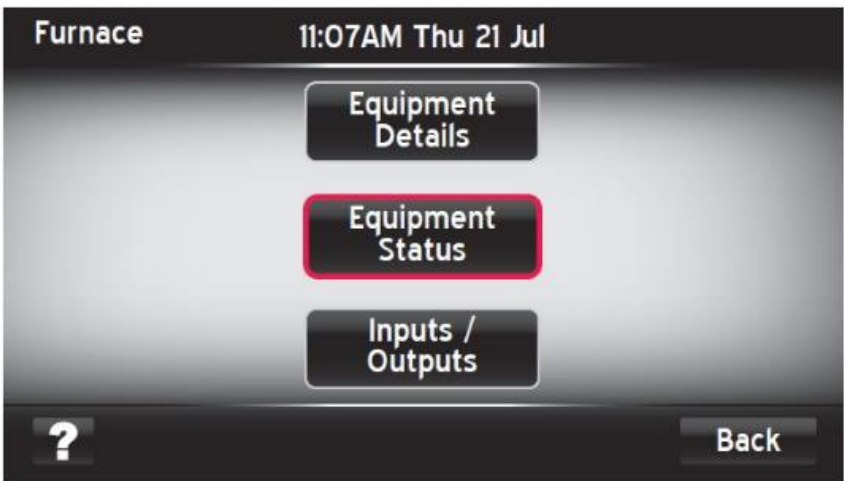 Furnace 11:07AM Thu 21 Jul
Equipment
Details
Equipment
Status
Inputs /
Outputs
? Back